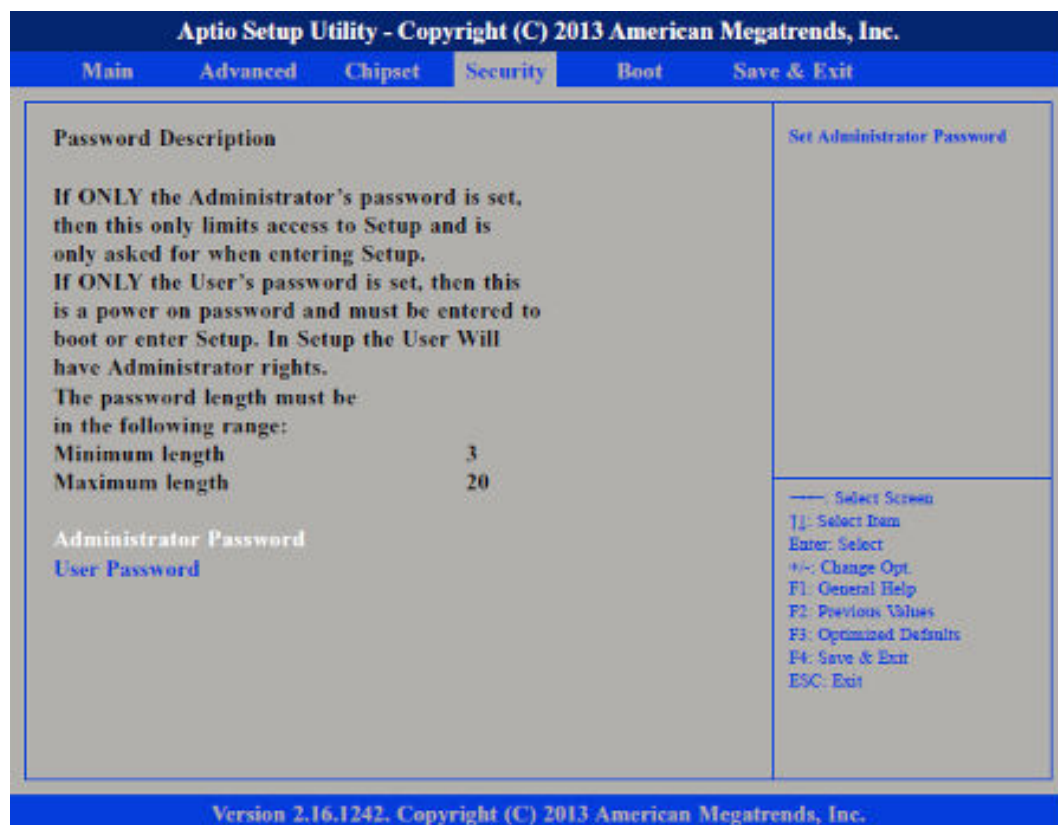 Aptio Setup Utility - Copyright (C) 2013 American Megatrends, Inc.
Main Advanced Chipset Security Boot Save & Exit
Password Description
If ONLY the Administrator's password is set,
then this only limits access to Setup and is
only asked for when entering Setup.
If ONLY the User's password is set, then this
is a power on password and must be entered to
boot or enter Setup. In Setup the User Will
have Administrator rights.
The password length must be
in the following range:
Minimum length 3
Maximum length 20
Administrator Password
User Password
Set Administrator Password
→←: Select Screen
↑↓: Select Item
Enter: Select
+/-: Change Opt.
F1: General Help
F2: Previous Values
F3: Optimized Defaults
F4: Save & Exit
ESC: Exit
Version 2.16.1242. Copyright (C) 2013 American Megatrends, Inc.